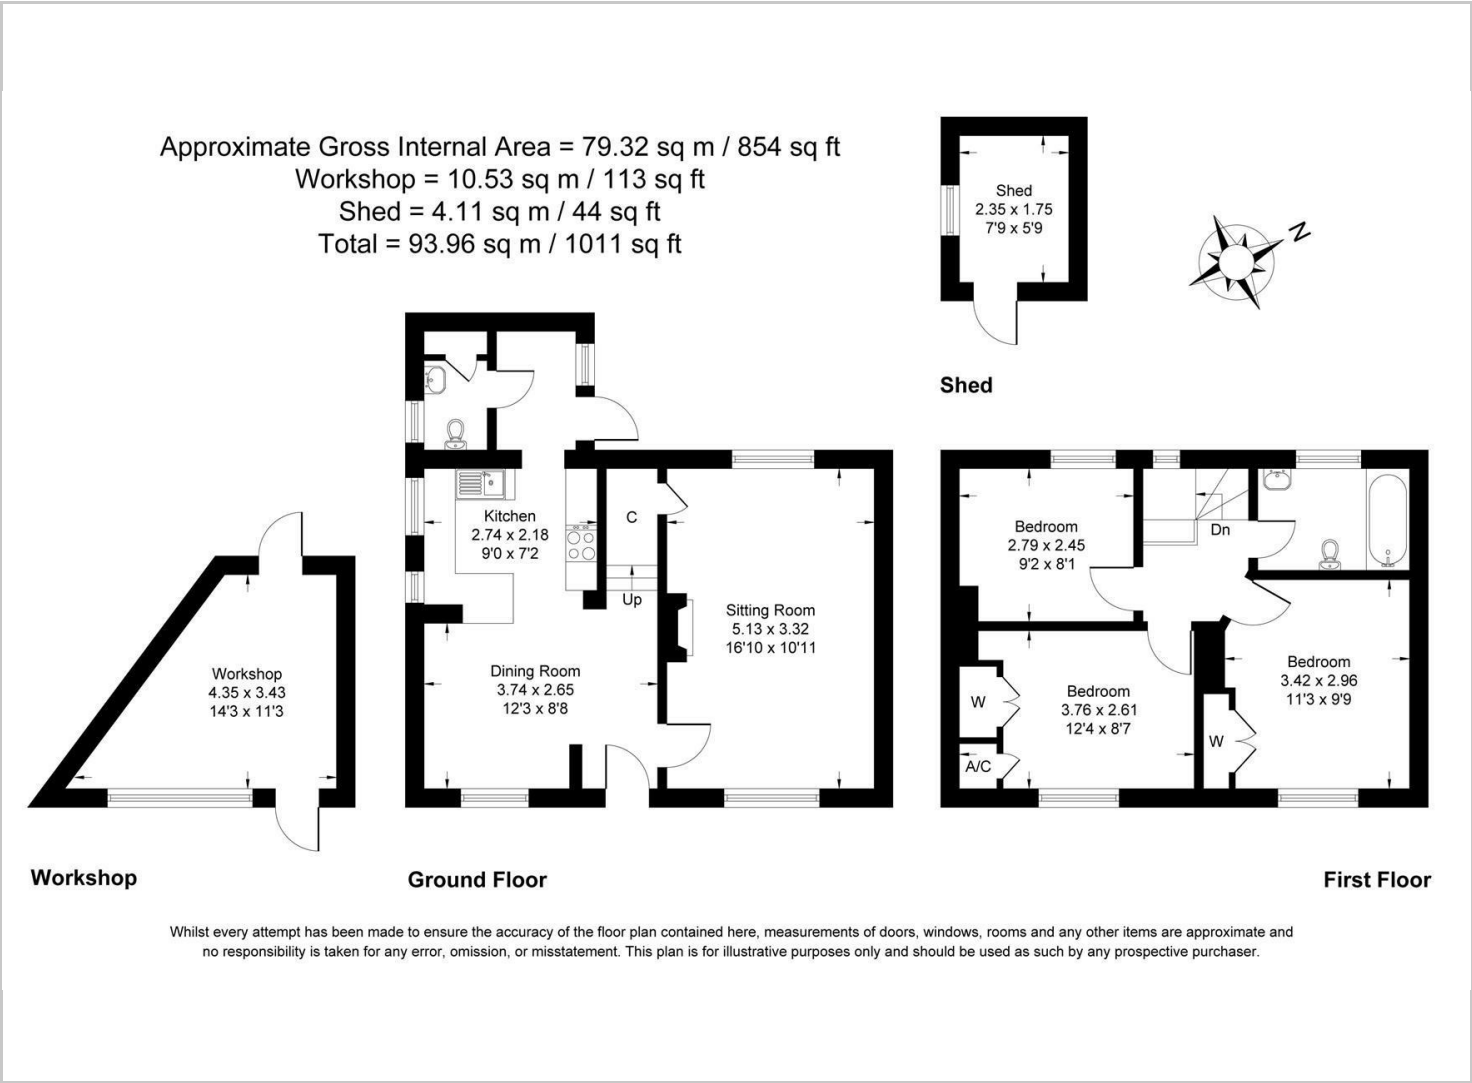 Approximate Gross Internal Area = 79.32 sq m / 854 sq ft
Workshop = 10.53 sq m / 113 sq ft
Shed = 4.11 sq m / 44 sq ft
Total = 93.96 sq m / 1011 sq ft
Shed
2.35 x 1.75
7'9 x 5'9
N
Shed
Kitchen
2.74 x 2.18
9'0 x 7'2
C
Up
Sitting Room
5.13 x 3.32
16'10 x 10'11
Dining Room
3.74 x 2.65
12'3 x 8'8
Workshop
4.35 x 3.43
14'3 x 11'3
Bedroom
2.79 x 2.45
9'2 x 8'1
Dn
Bedroom
3.42 x 2.96
11'3 x 9'9
Bedroom
3.76 x 2.61
12'4 x 8'7
W
W
A/C
Workshop
Ground Floor
First Floor
Whilst every attempt has been made to ensure the accuracy of the floor plan contained here, measurements of doors, windows, rooms and any other items are approximate and
no responsibility is taken for any error, omission, or misstatement. This plan is for illustrative purposes only and should be used as such by any prospective purchaser.